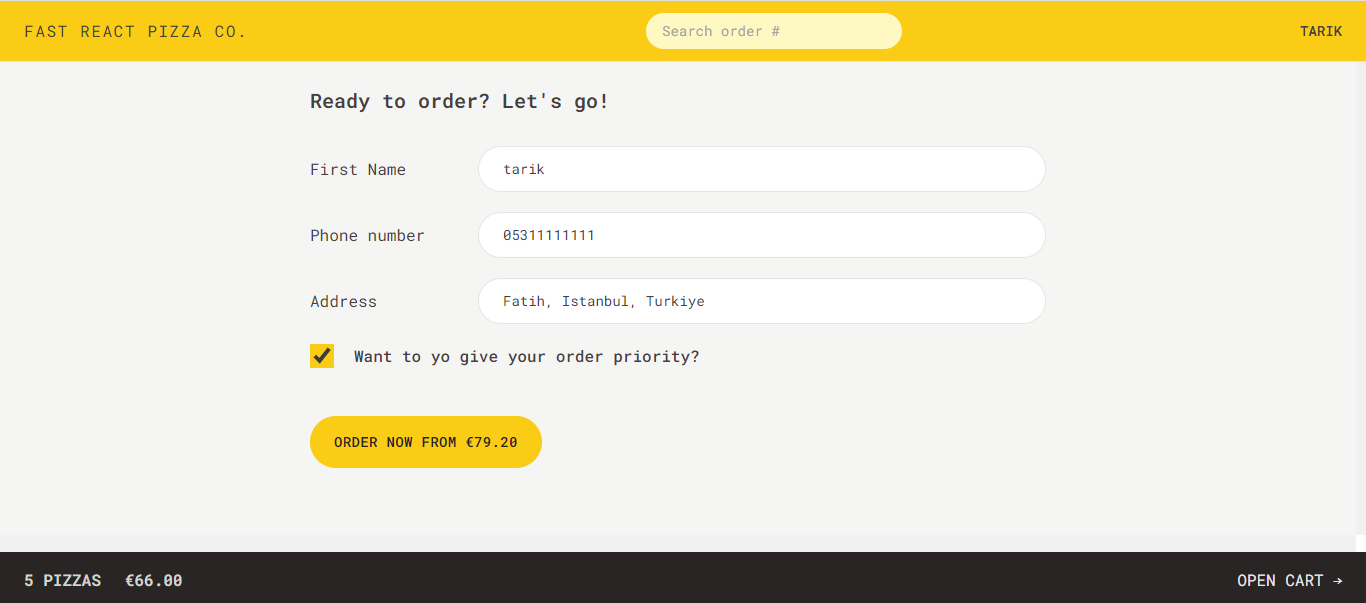 FAST REACT PIZZA CO.
Search order #
TARIK
Ready to order? Let's go!
First Name
tarik
Phone number
05311111111
Address
Fatih, Istanbul, Turkiye
Want to yo give your order priority?
ORDER NOW FROM €79.20
5 PIZZAS €66.00
OPEN CART →